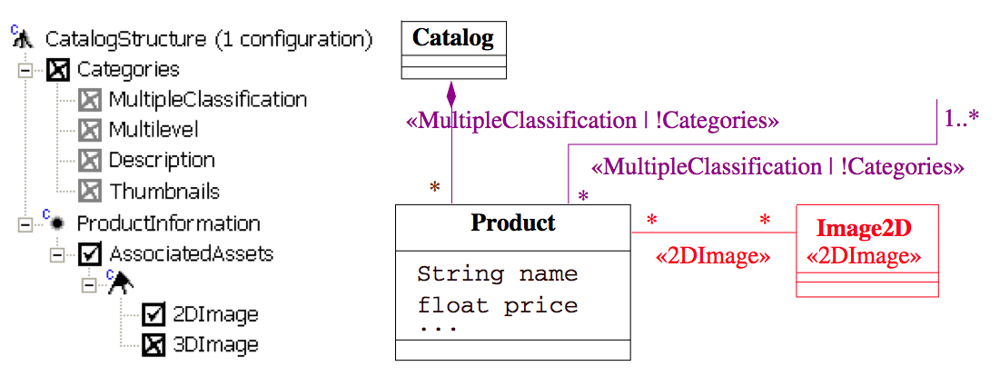 CatalogStructure (1 configuration)
Categories
MultipleClassification
Multilevel
Description
Thumbnails
ProductInformation
AssociatedAssets
2DImage
3DImage
Catalog
«MultipleClassification | !Categories»
1..*
«MultipleClassification | !Categories»
*
*
Product
String name
float price
...
*
*
«2DImage»
Image2D
«2DImage»